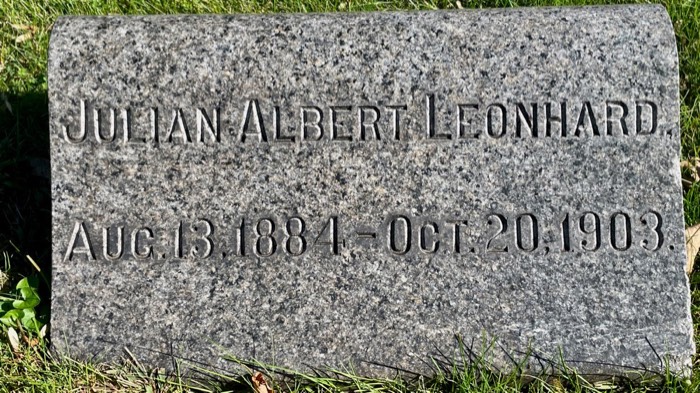 JULIAN ALBERT LEONHARD.
AUG. 13, 1884. - OCT. 20, 1903.